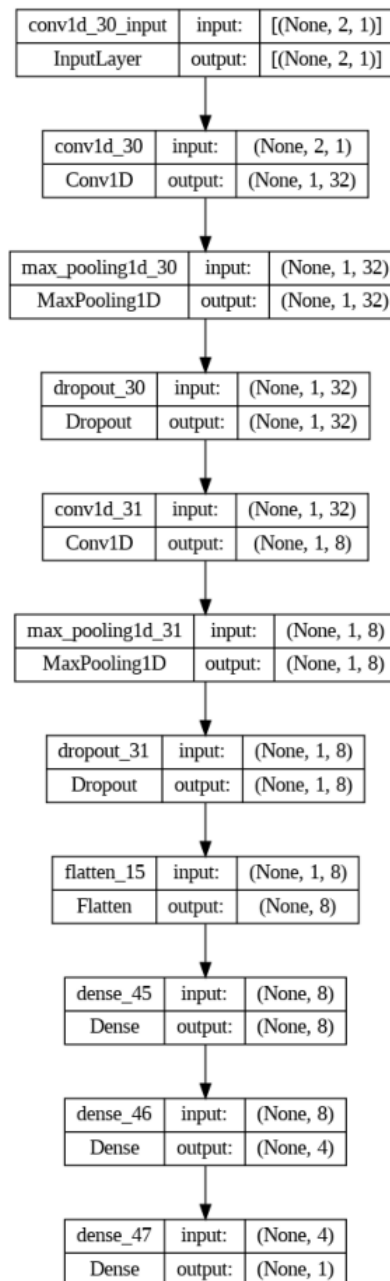 conv1d_30_input input: [(None, 2, 1)]
InputLayer output: [(None, 2, 1)]
conv1d_30 input: (None, 2, 1)
Conv1D output: (None, 1, 32)
max_pooling1d_30 input: (None, 1, 32)
MaxPooling1D output: (None, 1, 32)
dropout_30 input: (None, 1, 32)
Dropout output: (None, 1, 32)
conv1d_31 input: (None, 1, 32)
Conv1D output: (None, 1, 8)
max_pooling1d_31 input: (None, 1, 8)
MaxPooling1D output: (None, 1, 8)
dropout_31 input: (None, 1, 8)
Dropout output: (None, 1, 8)
flatten_15 input: (None, 1, 8)
Flatten output: (None, 8)
dense_45 input: (None, 8)
Dense output: (None, 8)
dense_46 input: (None, 8)
Dense output: (None, 4)
dense_47 input: (None, 4)
Dense output: (None, 1)